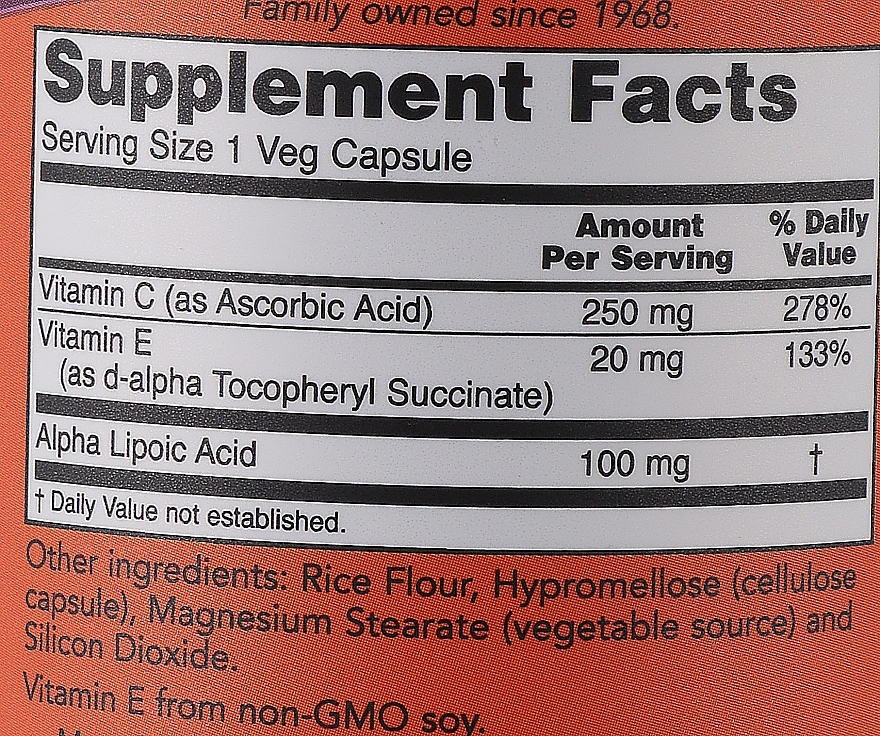 Family owned since 1968.
Supplement Facts
Serving Size 1 Veg Capsule
Amount Per Serving % Daily Value
Vitamin C (as Ascorbic Acid) 250 mg 278%
Vitamin E 20 mg 133%
(as d-alpha Tocopheryl Succinate)
Alpha Lipoic Acid 100 mg †
† Daily Value not established.
Other ingredients: Rice Flour, Hypromellose (cellulose
capsule), Magnesium Stearate (vegetable source) and
Silicon Dioxide.
Vitamin E from non-GMO soy.